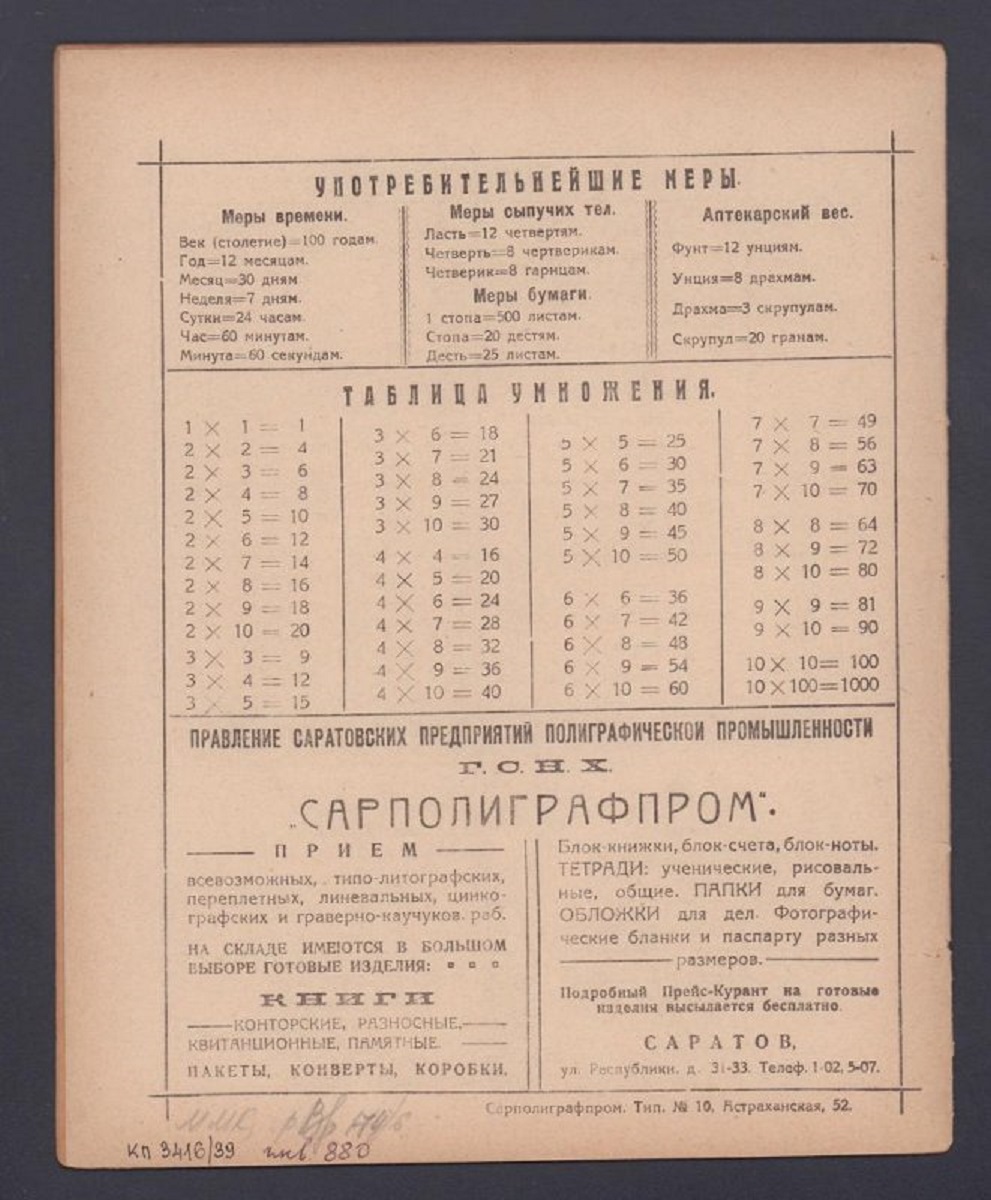 УПОТРЕБИТЕЛЬНЕЙШИЕ МЕРЫ.
Меры времени.
Век (столетие)=100 годам.
Год=12 месяцам.
Месяц=30 дням
Неделя=7 дням.
Сутки=24 часам.
Час=60 минутам.
Минута=60 секундам.
Меры сыпучих тел.
Ласть=12 четвертям.
Четверть=8 чертверикам.
Четверик=8 гарнцам.
Меры бумаги.
1 стопа=500 листам.
Стопа=20 дестям.
Десть=25 листам.
Аптекарский вес.
Фунт=12 унциям.
Унция=8 драхмам.
Драхма=3 скрупулам.
Скрупул=20 гранам.
ТАБЛИЦА УМНОЖЕНИЯ.
1 × 1 = 1
2 × 2 = 4
2 × 3 = 6
2 × 4 = 8
2 × 5 = 10
2 × 6 = 12
2 × 7 = 14
2 × 8 = 16
2 × 9 = 18
2 × 10 = 20
3 × 3 = 9
3 × 4 = 12
3 × 5 = 15
3 × 6 = 18
3 × 7 = 21
3 × 8 = 24
3 × 9 = 27
3 × 10 = 30
4 × 4 = 16
4 × 5 = 20
4 × 6 = 24
4 × 7 = 28
4 × 8 = 32
4 × 9 = 36
4 × 10 = 40
5 × 5 = 25
5 × 6 = 30
5 × 7 = 35
5 × 8 = 40
5 × 9 = 45
5 × 10 = 50
6 × 6 = 36
6 × 7 = 42
6 × 8 = 48
6 × 9 = 54
6 × 10 = 60
7 × 7 = 49
7 × 8 = 56
7 × 9 = 63
7 × 10 = 70
8 × 8 = 64
8 × 9 = 72
8 × 10 = 80
9 × 9 = 81
9 × 10 = 90
10 × 10 = 100
10 × 100 = 1000
ПРАВЛЕНИЕ САРАТОВСКИХ ПРЕДПРИЯТИЙ ПОЛИГРАФИЧЕСКОЙ ПРОМЫШЛЕННОСТИ
Г. С. Н. Х.
„САРПОЛИГРАФПРОМ“.
ПРИЕМ
всевозможных, типо-литографских,
переплетных, линевальных, цинко-
графских и граверно-каучуков. раб.
НА СКЛАДЕ ИМЕЮТСЯ В БОЛЬШОМ
ВЫБОРЕ ГОТОВЫЕ ИЗДЕЛИЯ:
КНИГИ
КОНТОРСКИЕ, РАЗНОСНЫЕ,
КВИТАНЦИОННЫЕ, ПАМЯТНЫЕ.
ПАКЕТЫ, КОНВЕРТЫ, КОРОБКИ.
Блок-книжки, блок-счета, блок-ноты.
ТЕТРАДИ: ученические, рисоваль-
ные, общие. ПАПКИ для бумаг.
ОБЛОЖКИ для дел. Фотографи-
ческие бланки и паспарту разных
размеров.
Подробный Прейс-Курант на готовые
изделия высылается бесплатно.
САРАТОВ,
ул. Республики, д. 31-33. Телеф. 1-02, 5-07.
Сарполиграфпром. Тип. № 10, Астраханская, 52.
КП 3416/39 инв. 880